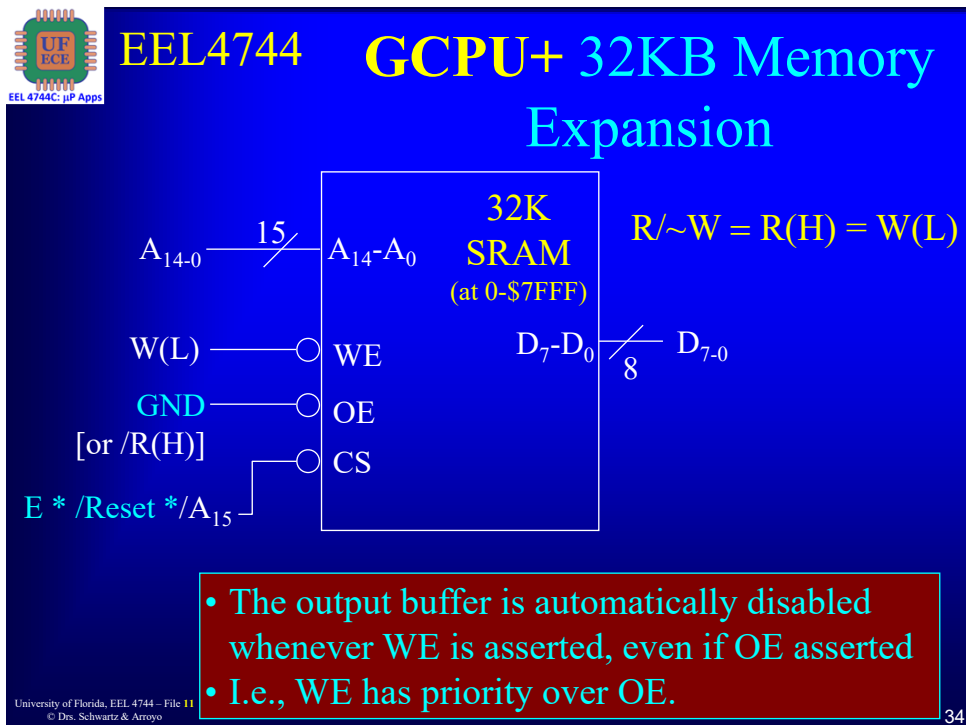 UF
ECE
EEL 4744C: µP Apps
EEL4744
GCPU+ 32KB Memory
Expansion
32K
SRAM
(at 0-$7FFF)
R/~W = R(H) = W(L)
A14-0
15
A14-A0
W(L)
WE
D7-D0
8
D7-0
GND
[or /R(H)]
OE
CS
E * /Reset */A15
• The output buffer is automatically disabled
whenever WE is asserted, even if OE asserted
• I.e., WE has priority over OE.
University of Florida, EEL 4744 – File 11
© Drs. Schwartz & Arroyo
34